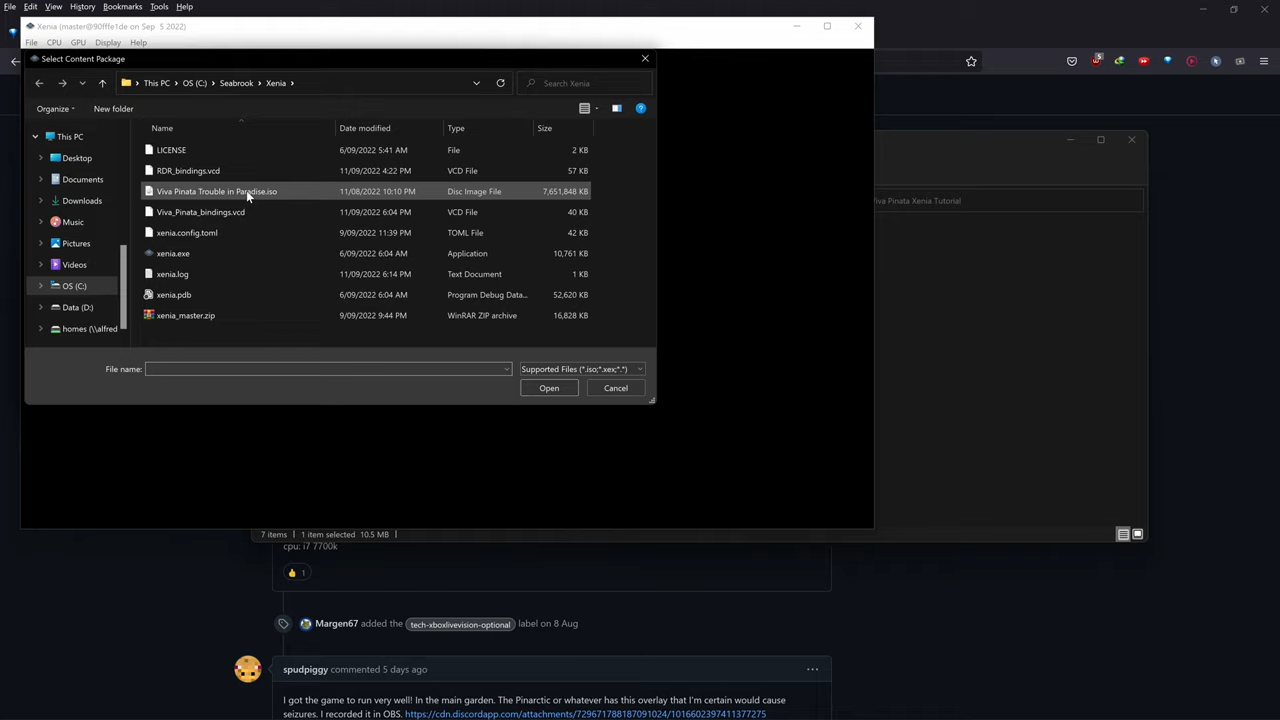 File Edit View History Bookmarks Tools Help
Xenia (master@90fffe1de on Sep 5 2022)
File CPU GPU Display Help
Select Content Package
This PC > OS (C:) > Seabrook > Xenia >
Search Xenia
5
Organize
New folder
Name Date modified Type Size
This PC
Desktop
Documents
Downloads
Music
Pictures
Videos
OS (C:)
Data (D:)
homes (\\alfred
LICENSE 6/09/2022 5:41 AM File 2 KB
RDR_bindings.vcd 11/09/2022 4:22 PM VCD File 57 KB
Viva Pinata Trouble in Paradise.iso 11/08/2022 10:10 PM Disc Image File 7,651,848 KB
Viva_Pinata_bindings.vcd 11/09/2022 6:04 PM VCD File 40 KB
xenia.config.toml 9/09/2022 11:39 PM TOML File 42 KB
xenia.exe 6/09/2022 6:04 AM Application 10,761 KB
xenia.log 11/09/2022 6:14 PM Text Document 1 KB
xenia.pdb 6/09/2022 6:04 AM Program Debug Data... 52,620 KB
xenia_master.zip 9/09/2022 9:44 PM WinRAR ZIP archive 16,828 KB
File name:
Supported Files (*.iso;*.xex;*.*)
Open
Cancel
Viva Pinata Xenia Tutorial
7 items 1 item selected 10.5 MB
cpu: i7 7700k
👍 1
Margen67 added the tech-xboxlivevision-optional label on 8 Aug
spudpiggy commented 5 days ago
I got the game to run very well! In the main garden. The Pinarctic or whatever has this overlay that I'm certain would cause
seizures. I recorded it in OBS. https://cdn.discordapp.com/attachments/729671788187091024/1016602397411377275